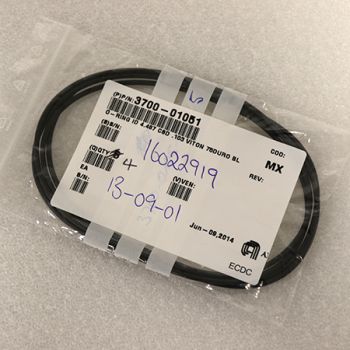 (P)P/N: 3700-01051
O-RING ID 4.487 CSD .103 VITON 75DURO BL
(S)S/N:
COO: MX
REV:
(Q)QTY: 4
16022919
EA
(V)VEN:
B/N:
13-09-01
Jun-09,2014
ECDC